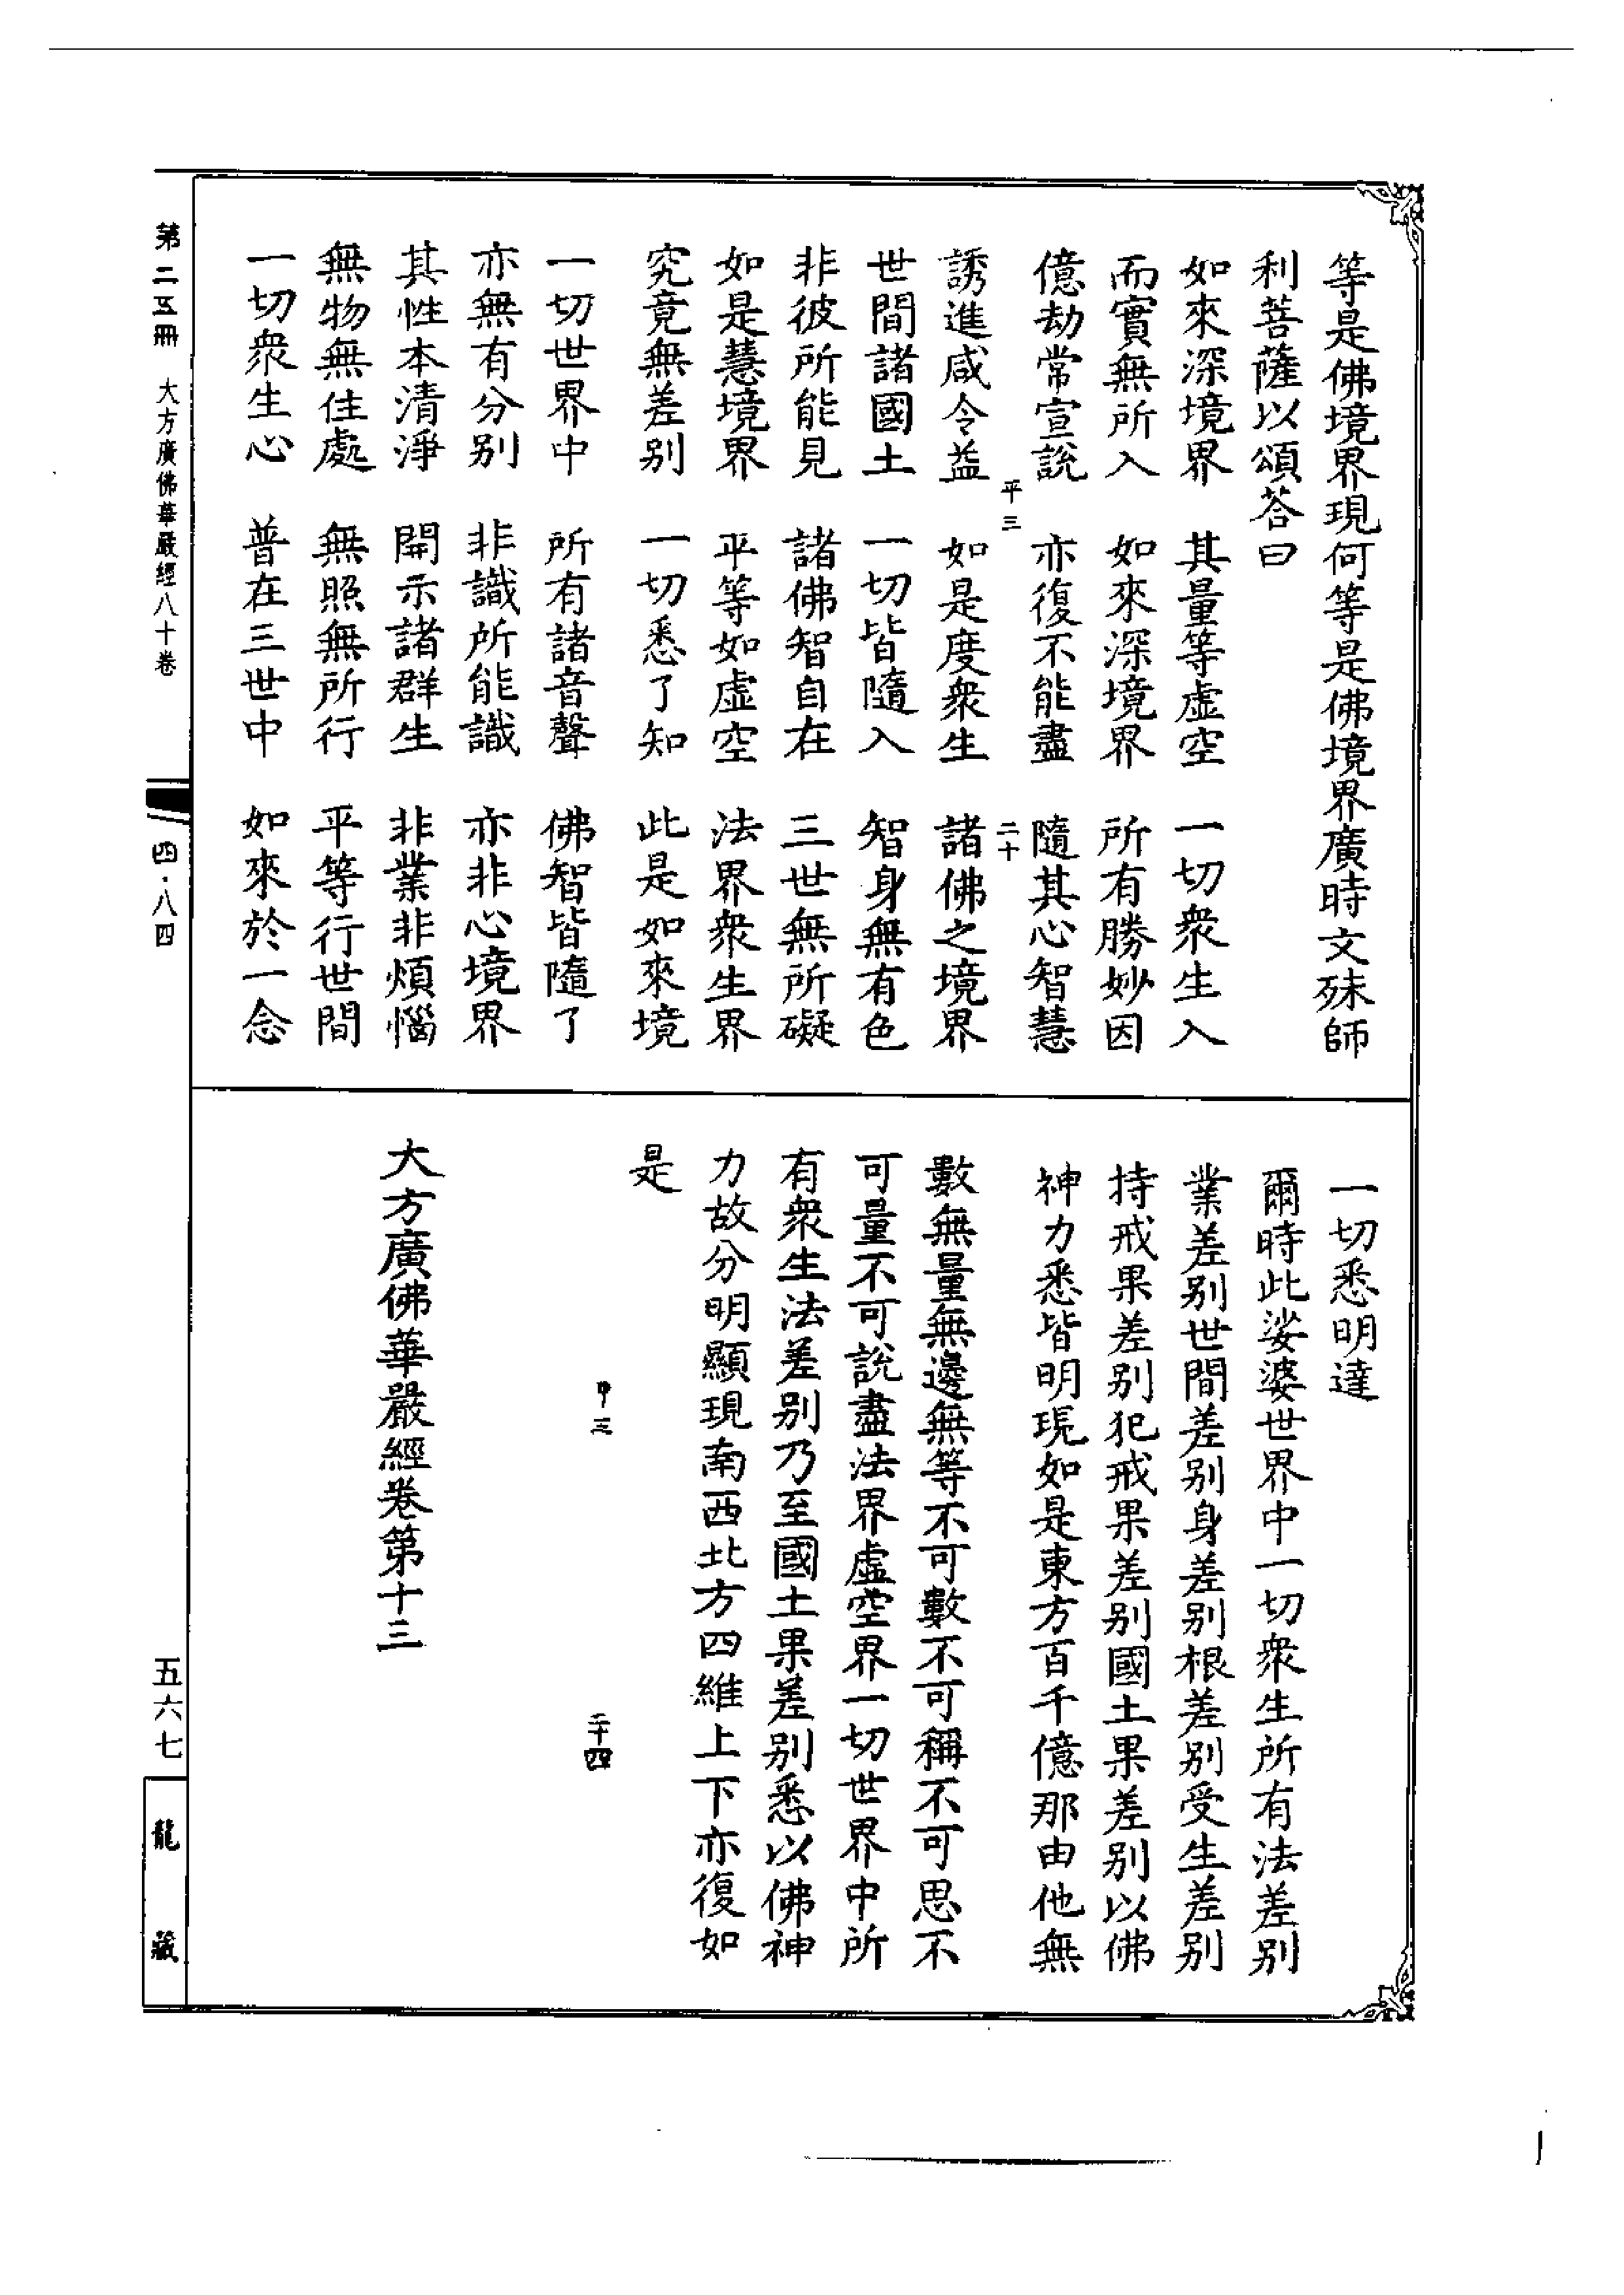 等是佛境界現何等是佛境界廣時文殊師
利菩薩以頌荅曰
如來深境界　其量等虛空　一切衆生入
而實無所入　如來深境界　所有勝妙因
億劫常宣說　亦復不能盡　隨其心智慧
平三　二十
誘進咸令益　如是度衆生　諸佛之境界
世間諸國土　一切皆隨入　智身無有色
非彼所能見　諸佛智自在　三世無所礙
如是慧境界　平等如虛空　法界衆生界
究竟無差别　一切悉了知　此是如來境
一切世界中　所有諸音聲　佛智皆隨了
亦無有分别　非識所能識　亦非心境界
其性本清淨　開示諸群生　非業非煩惱
無物無住處　無照無所行　平等行世間
一切衆生心　普在三世中　如來於一念
一切悉明達
爾時此娑婆世界中一切衆生所有法差别
業差别世間差别身差别根差别受生差别
持戒果差别犯戒果差别國土果差别以佛
神力悉皆明現如是東方百千億那由他無
數無量無邊無等不可數不可稱不可思不
可量不可說盡法界虛空界一切世界中所
有衆生法差别乃至國土果差别悉以佛神
力故分明顯現南西北方四維上下亦復如
是
三　二十四
大方廣佛華嚴經卷第十三
第二五冊　大方廣佛華嚴經八十卷　四·八四　五六七　龍藏